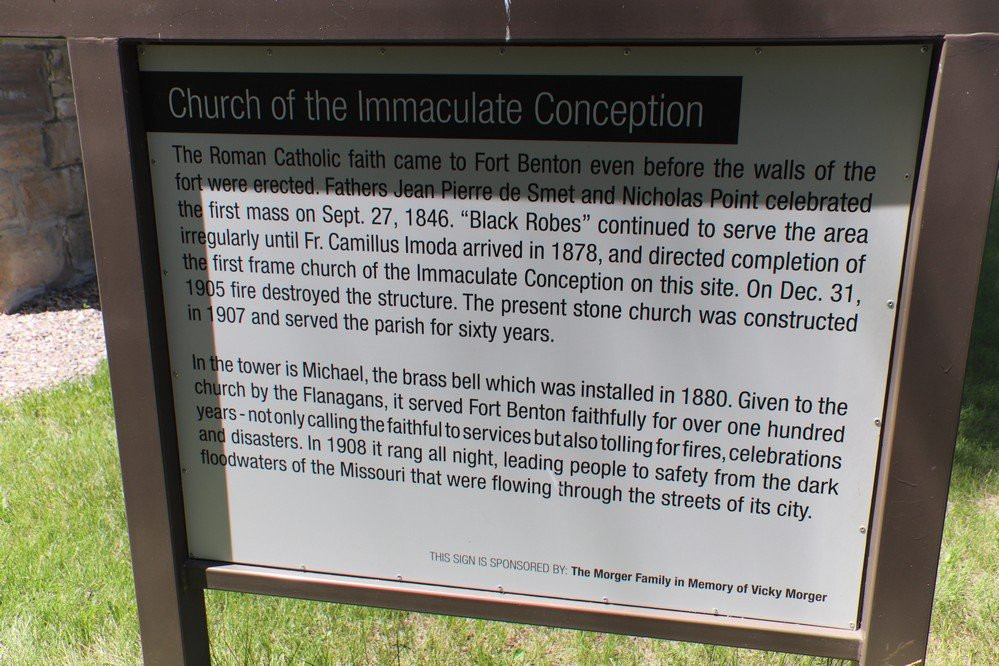 Church of the Immaculate Conception
The Roman Catholic faith came to Fort Benton even before the walls of the
fort were erected. Fathers Jean Pierre de Smet and Nicholas Point celebrated
the first mass on Sept. 27, 1846. “Black Robes” continued to serve the area
irregularly until Fr. Camillus Imoda arrived in 1878, and directed completion of
the first frame church of the Immaculate Conception on this site. On Dec. 31,
1905 fire destroyed the structure. The present stone church was constructed
in 1907 and served the parish for sixty years.
In the tower is Michael, the brass bell which was installed in 1880. Given to the
church by the Flanagans, it served Fort Benton faithfully for over one hundred
years - not only calling the faithful to services but also tolling for fires, celebrations
and disasters. In 1908 it rang all night, leading people to safety from the dark
floodwaters of the Missouri that were flowing through the streets of its city.
THIS SIGN IS SPONSORED BY: The Morger Family in Memory of Vicky Morger